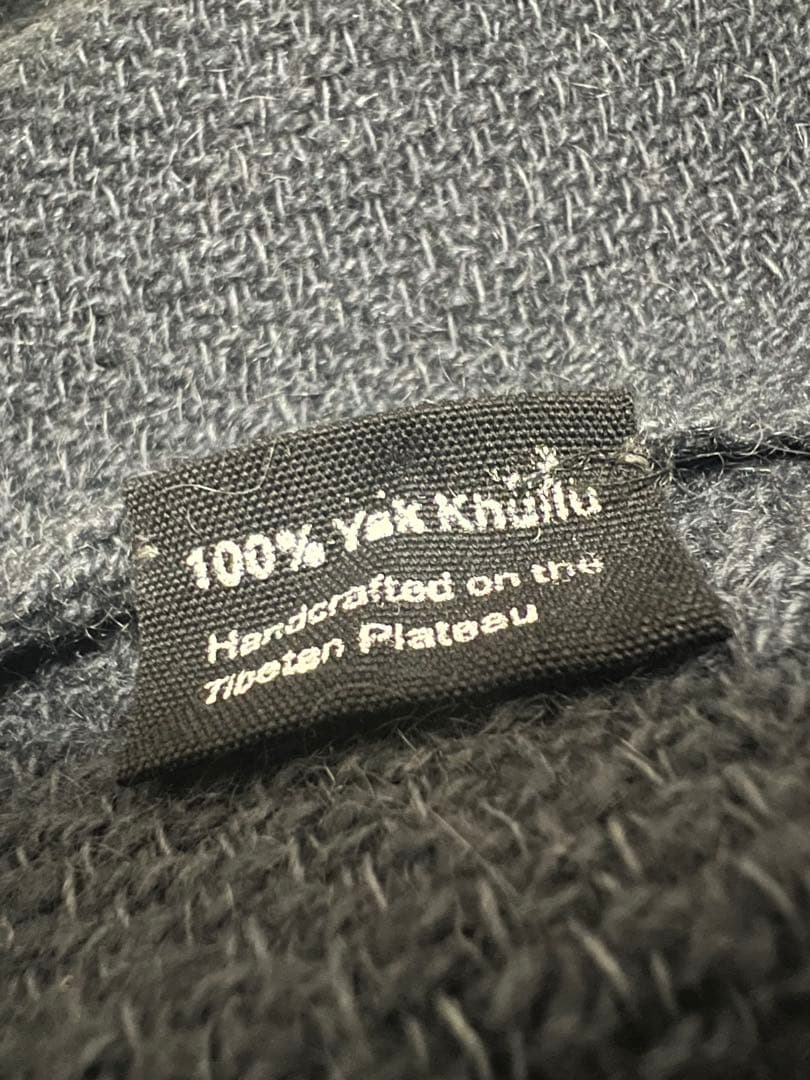 100% Yak Khullu
Handcrafted on the
Tibetan Plateau